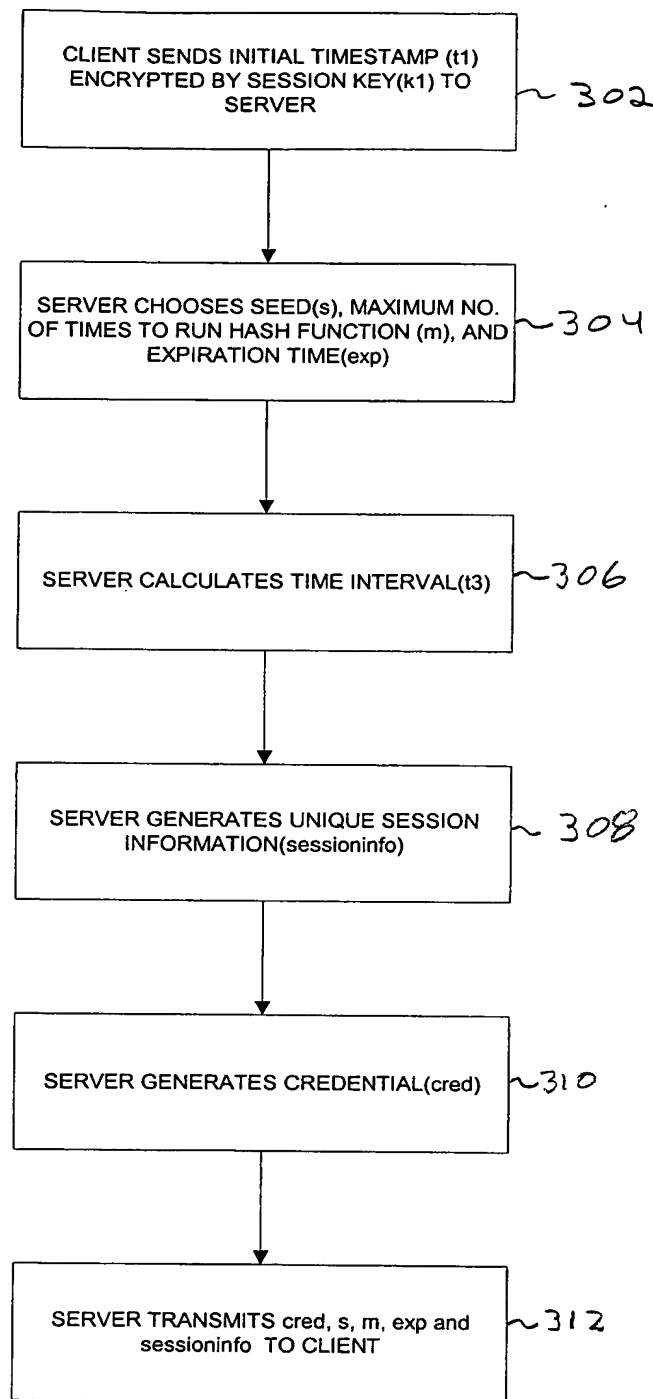 CLIENT SENDS INITIAL TIMESTAMP (t1)
ENCRYPTED BY SESSION KEY(k1) TO
SERVER
302
SERVER CHOOSES SEED(s), MAXIMUM NO.
OF TIMES TO RUN HASH FUNCTION (m), AND
EXPIRATION TIME(exp)
304
SERVER CALCULATES TIME INTERVAL(t3)
306
SERVER GENERATES UNIQUE SESSION
INFORMATION(sessioninfo)
308
SERVER GENERATES CREDENTIAL(cred)
310
SERVER TRANSMITS cred, s, m, exp and
sessioninfo TO CLIENT
312